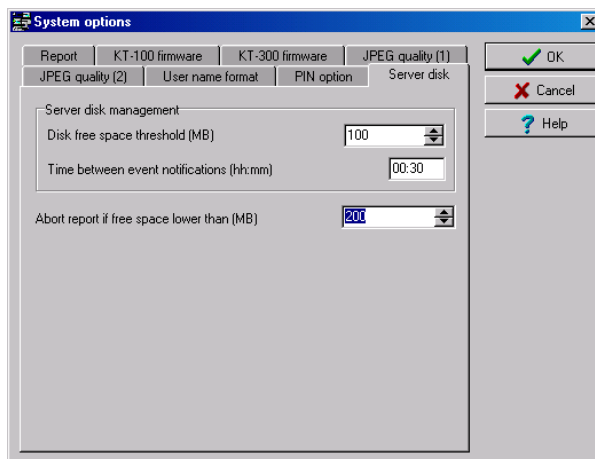 System options
Report KT-100 firmware KT-300 firmware JPEG quality (1)
JPEG quality (2) User name format PIN option Server disk
OK
Cancel
Help
Server disk management
Disk free space threshold (MB) 100
Time between event notifications (hh:mm) 00:30
Abort report if free space lower than (MB) 200